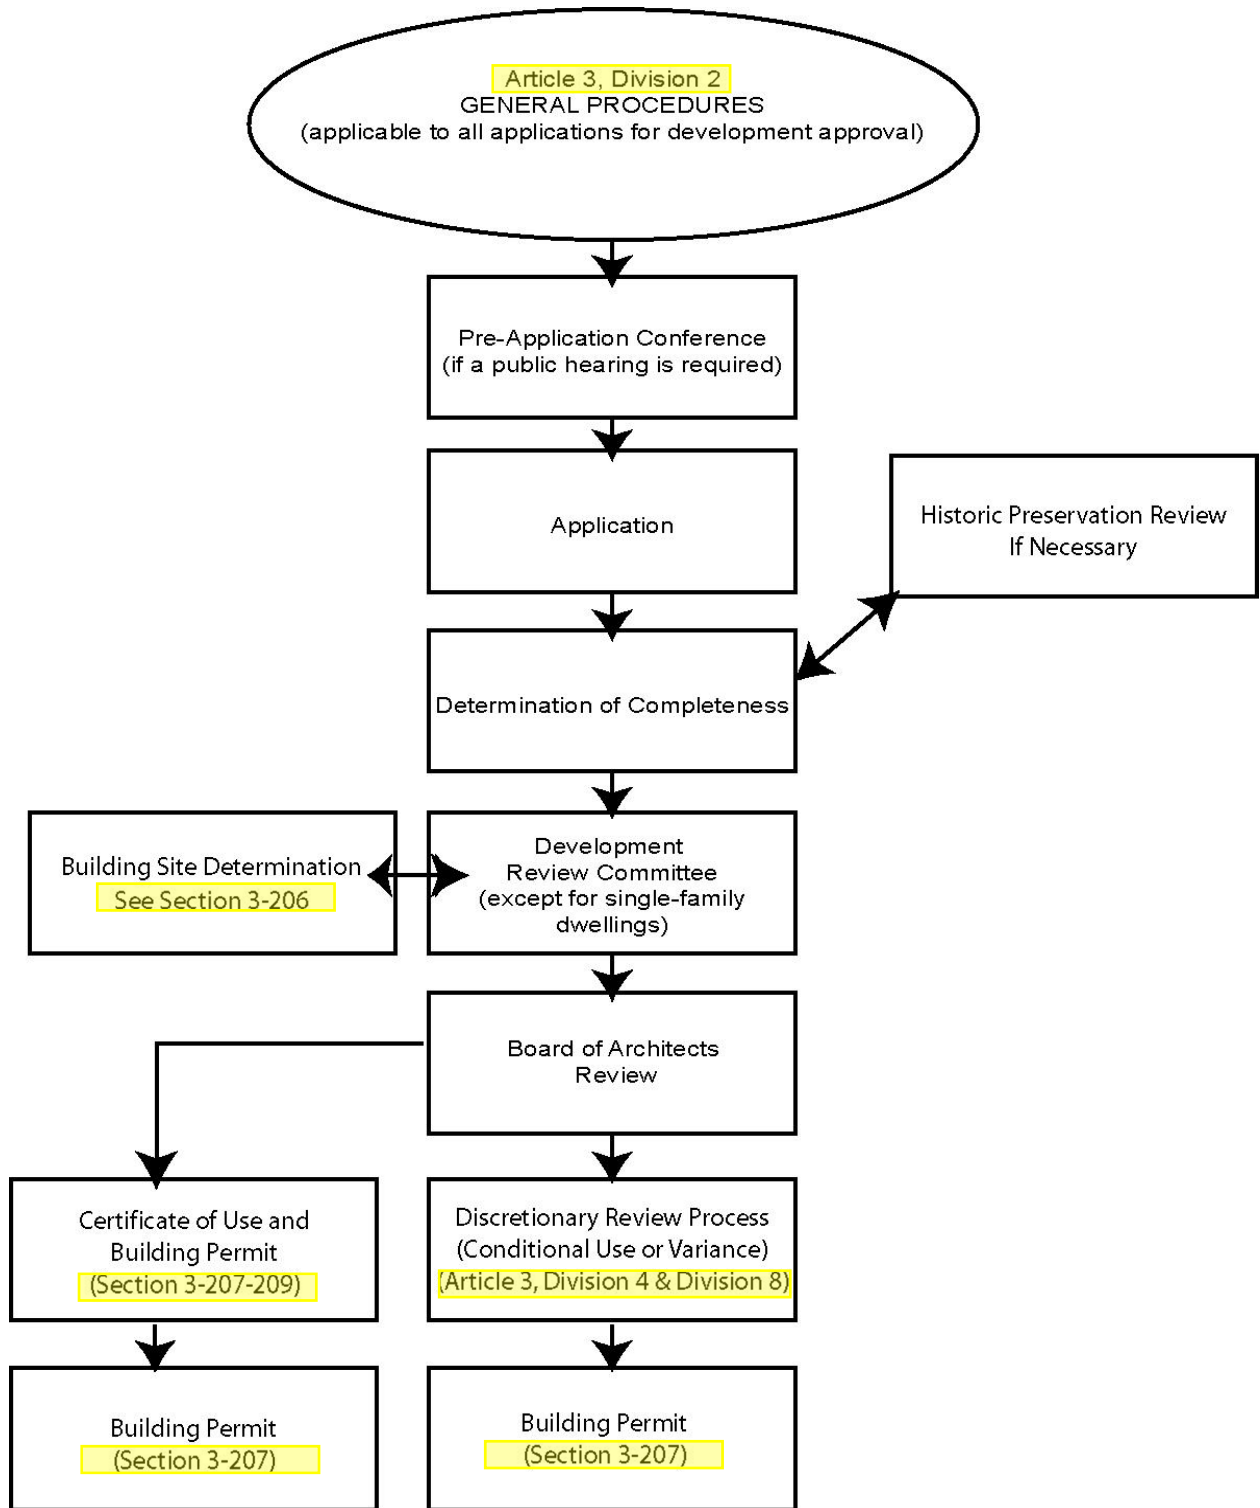 Article 3, Division 2
GENERAL PROCEDURES
(applicable to all applications for development approval)
Pre-Application Conference
(if a public hearing is required)
Application
Historic Preservation Review
If Necessary
Determination of Completeness
Building Site Determination
See Section 3-206
Development
Review Committee
(except for single-family
dwellings)
Board of Architects
Review
Certificate of Use and
Building Permit
(Section 3-207-209)
Discretionary Review Process
(Conditional Use or Variance)
(Article 3, Division 4 & Division 8)
Building Permit
(Section 3-207)
Building Permit
(Section 3-207)